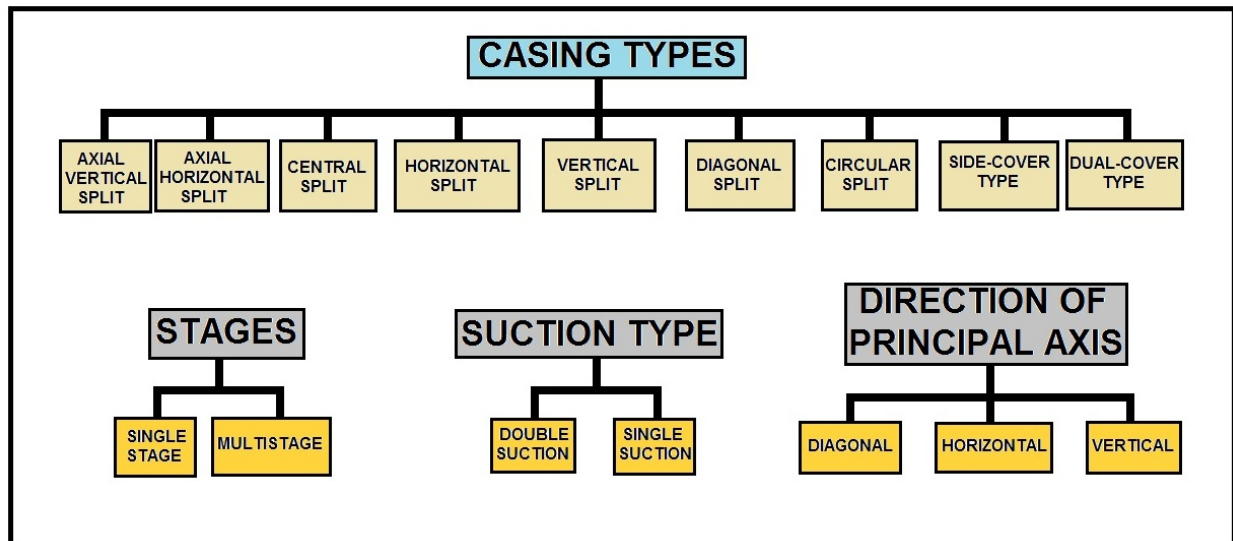 CASING TYPES
AXIAL
VERTICAL
SPLIT
AXIAL
HORIZONTAL
SPLIT
CENTRAL
SPLIT
HORIZONTAL
SPLIT
VERTICAL
SPLIT
DIAGONAL
SPLIT
CIRCULAR
SPLIT
SIDE-COVER
TYPE
DUAL-COVER
TYPE
STAGES
SINGLE
STAGE
MULTISTAGE
SUCTION TYPE
DOUBLE
SUCTION
SINGLE
SUCTION
DIRECTION OF
PRINCIPAL AXIS
DIAGONAL
HORIZONTAL
VERTICAL